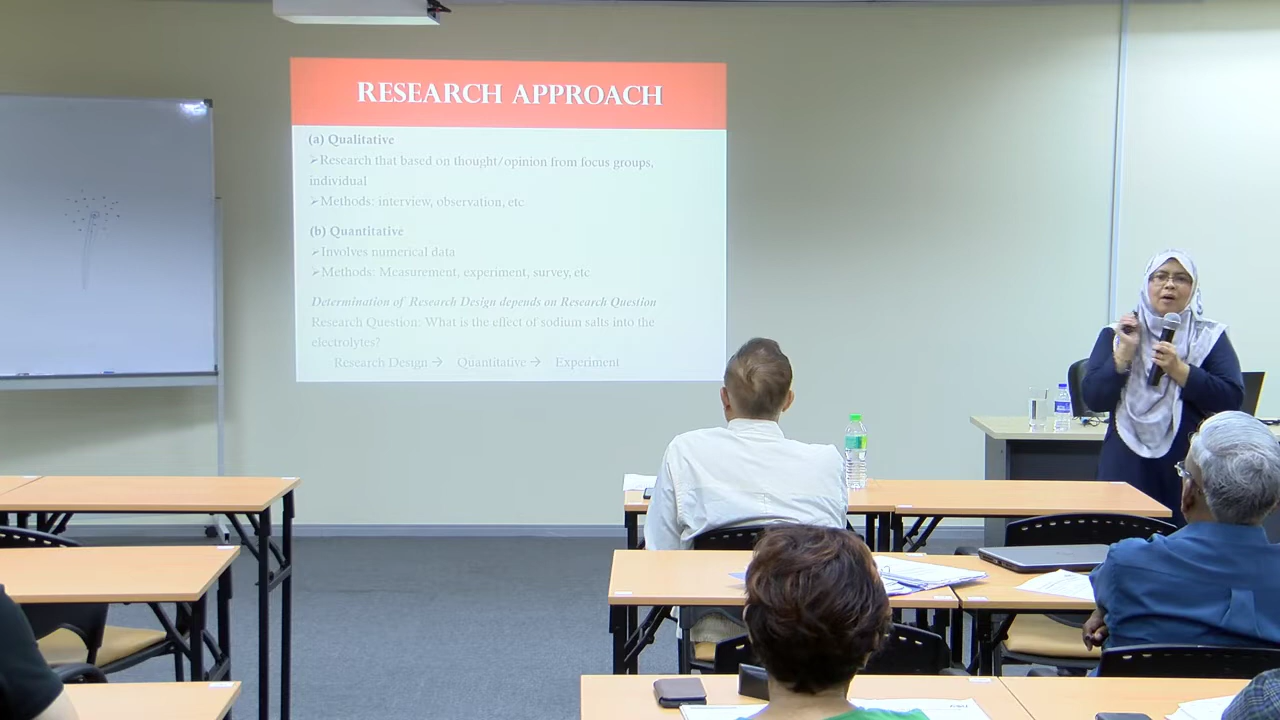 RESEARCH APPROACH
(a) Qualitative
➢Research that based on thought/opinion from focus groups,
individual
➢Methods: interview, observation, etc
(b) Quantitative
➢Involves numerical data
➢Methods: Measurement, experiment, survey, etc
Determination of Research Design depends on Research Question
Research Question: What is the effect of sodium salts into the
electrolytes?
Research Design → Quantitative → Experiment